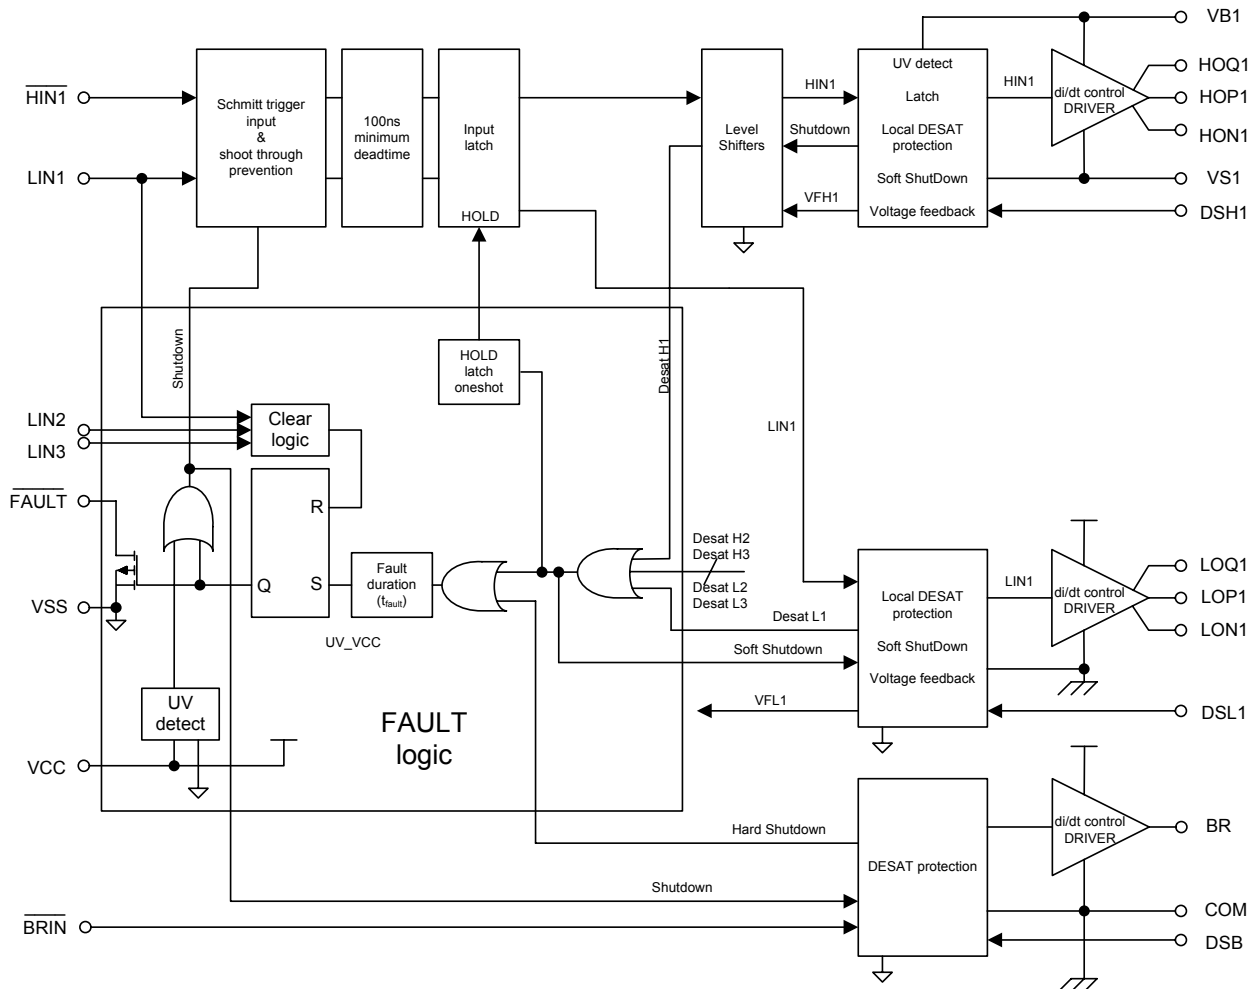 VB1
HIN1
Schmitt trigger
input
&
shoot through
prevention
100ns
minimum
deadtime
Input
latch
HOLD
Level
Shifters
HIN1
Shutdown
VFH1
UV detect
Latch
Local DESAT
protection
Soft ShutDown
Voltage feedback
HIN1
di/dt control
DRIVER
HOQ1
HOP1
HON1
LIN1
VS1
DSH1
Shutdown
HOLD
latch
oneshot
Desat H1
LIN1
LIN2
LIN3
Clear
logic
FAULT
R
Q
S
Fault
duration
(tfault)
UV_VCC
Desat H2
Desat H3
Desat L2
Desat L3
Desat L1
Soft Shutdown
VFL1
Local DESAT
protection
Soft ShutDown
Voltage feedback
LIN1
di/dt control
DRIVER
LOQ1
LOP1
LON1
VSS
UV
detect
FAULT
logic
DSL1
VCC
Hard Shutdown
Shutdown
DESAT protection
di/dt control
DRIVER
BR
BRIN
COM
DSB